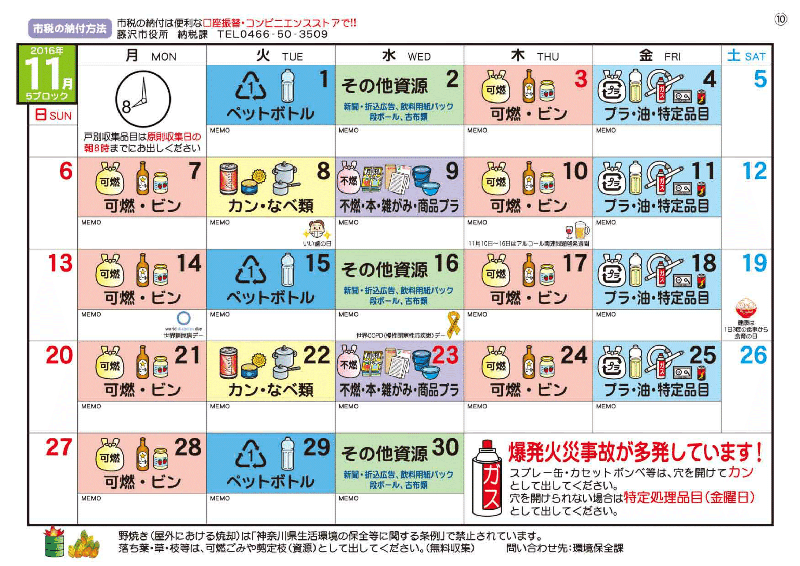 市税の納付方法
市税の納付は便利な口座振替・コンビニエンスストアで!!
藤沢市役所 納税課 TEL0466-50-3509
⑩
2016年
11月
5ブロック
日 SUN
月 MON
火 TUE
水 WED
木 THU
金 FRI
土 SAT
8
戸別収集品目は原則収集日の
朝8時までにお出しください
1
ペットボトル
MEMO
2
その他資源
新聞・折込広告、飲料用紙パック
段ボール、古布類
MEMO
3
可燃
可燃・ビン
MEMO
4
ガス
プラ・油・特定品目
MEMO
5
6
7
可燃
可燃・ビン
MEMO
8
カン・なべ類
MEMO
いい歯の日
9
不燃
不燃・本・雑がみ・商品プラ
MEMO
10
可燃
可燃・ビン
MEMO
11月10日~16日はアルコール関連問題啓発週間
11
ガス
プラ・油・特定品目
MEMO
12
13
14
可燃
可燃・ビン
MEMO
world diabetes day
世界糖尿病デー
15
1
ペットボトル
MEMO
16
その他資源
新聞・折込広告、飲料用紙パック
段ボール、古布類
MEMO
世界COPD(慢性閉塞性肺疾患)デー
17
可燃
可燃・ビン
MEMO
18
ガス
プラ・油・特定品目
MEMO
19
健康は
1日3回の食事から
食育の日
20
21
可燃
可燃・ビン
MEMO
22
カン・なべ類
MEMO
23
不燃
不燃・本・雑がみ・商品プラ
MEMO
24
可燃
可燃・ビン
MEMO
25
ガス
プラ・油・特定品目
MEMO
26
27
28
可燃
可燃・ビン
MEMO
29
1
ペットボトル
MEMO
30
その他資源
新聞・折込広告、飲料用紙パック
段ボール、古布類
MEMO
ガス
爆発火災事故が多発しています!
スプレー缶・カセットボンベ等は、穴を開けてカン
として出してください。
穴を開けられない場合は特定処理品目(金曜日)
として出してください。
野焼き(屋外における焼却)は「神奈川県生活環境の保全等に関する条例」で禁止されています。
落ち葉・草・枝等は、可燃ごみや剪定枝(資源)として出してください。(無料収集) 問い合わせ先:環境保全課